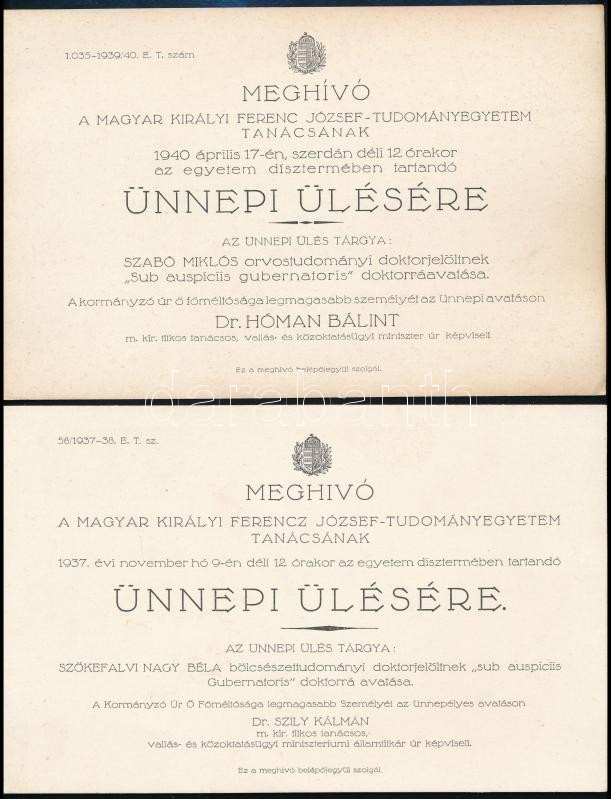 1.035–1939/40. E. T. szám
MEGHÍVÓ
A MAGYAR KIRÁLYI FERENC JÓZSEF-TUDOMÁNYEGYETEM
TANÁCSÁNAK
1940 április 17-én, szerdán déli 12 órakor
az egyetem dísztermében tartandó
ÜNNEPI ÜLÉSÉRE
AZ ÜNNEPI ÜLÉS TÁRGYA:
SZABÓ MIKLÓS orvostudományi doktorjelöltnek
„Sub auspiciis gubernatoris” doktorráavatása.
A kormányzó úr ő főméltósága legmagasabb személyét az ünnepi avatáson
Dr. HÓMAN BÁLINT
m. kir. titkos tanácsos, vallás- és közoktatásügyi miniszter úr képviseli.
Ez a meghívó belépőjegyül szolgál.
darabanth
58/1937–38. E. T. sz.
MEGHIVÓ
A MAGYAR KIRÁLYI FERENCZ JÓZSEF-TUDOMÁNYEGYETEM
TANÁCSÁNAK
1937. évi november hó 9-én déli 12 órakor az egyetem dísztermében tartandó
ÜNNEPI ÜLÉSÉRE.
AZ ÜNNEPI ÜLÉS TÁRGYA:
SZŐKEFALVI NAGY BÉLA bölcsészettudományi doktorjelöltnek „sub auspiciis
Gubernatoris” doktorrá avatása.
A Kormányzó Úr Ő Főméltósága legmagasabb Személyét az ünnepélyes avatáson
Dr. SZILY KÁLMÁN
m. kir. titkos tanácsos,
vallás- és közoktatásügyi minisztériumi államtitkár úr képviseli.
Ez a meghívó belépőjegyül szolgál.